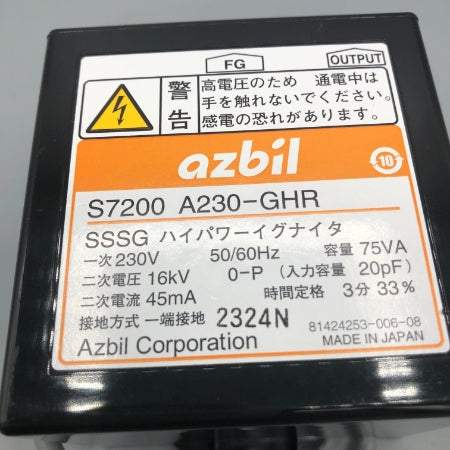 FG
OUTPUT
警告
高電圧のため 通電中は
手を触れないでください。
感電の恐れがあります。
azbil
10
S7200 A230-GHR
SSSG ハイパワーイグナイタ
一次230V 50/60Hz 容量 75VA
二次電圧 16kV 0-P (入力容量 20pF)
二次電流 45mA 時間定格 3分 33%
接地方式 一端接地 2324N 81424253-006-08
Azbil Corporation MADE IN JAPAN